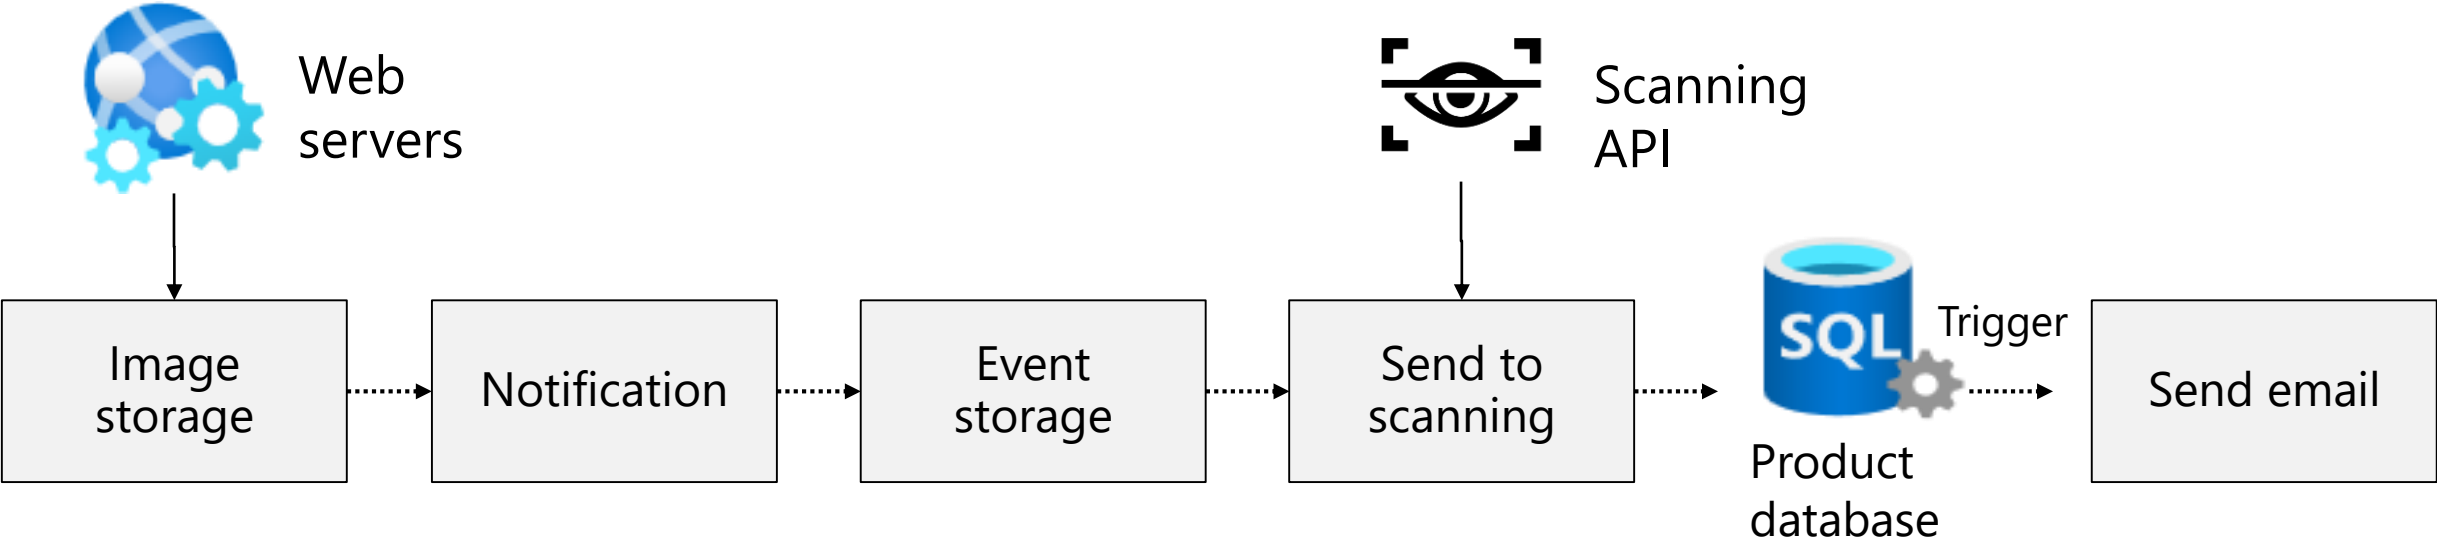 Web
servers
Scanning
API
Image
storage
Notification
Event
storage
Send to
scanning
SQL
Product
database
Trigger
Send email